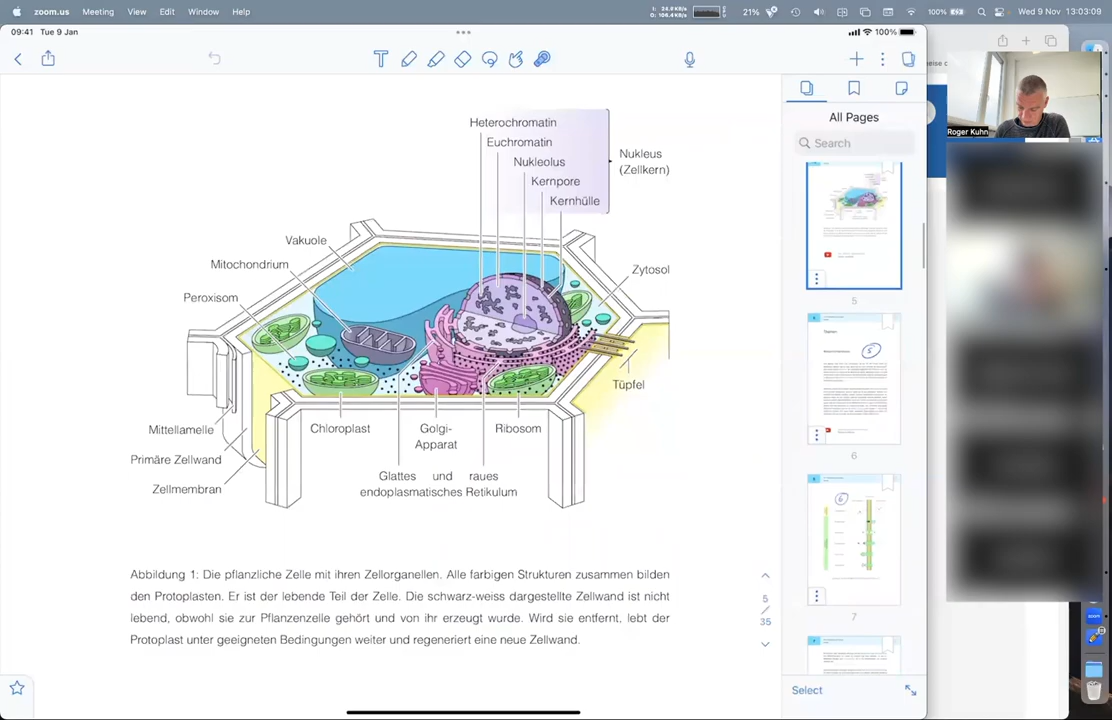 zoom.us Meeting View Edit Window Help
21% 100% Wed 9 Nov 13:03:09
09:41 Tue 9 Jan
100%
All Pages
Search
Roger Kuhn
Heterochromatin
Euchromatin
Nukleolus
Kernpore
Kernhülle
Nukleus
(Zellkern)
Vakuole
Mitochondrium
Peroxisom
Zytosol
Tüpfel
Mittellamelle
Primäre Zellwand
Zellmembran
Chloroplast
Golgi-
Apparat
Ribosom
Glattes und raues
endoplasmatisches Retikulum
Abbildung 1: Die pflanzliche Zelle mit ihren Zellorganellen. Alle farbigen Strukturen zusammen bilden
den Protoplasten. Er ist der lebende Teil der Zelle. Die schwarz-weiss dargestellte Zellwand ist nicht
lebend, obwohl sie zur Pflanzenzelle gehört und von ihr erzeugt wurde. Wird sie entfernt, lebt der
Protoplast unter geeigneten Bedingungen weiter und regeneriert eine neue Zellwand.
5
/
35
5
5
6
6
7
Select